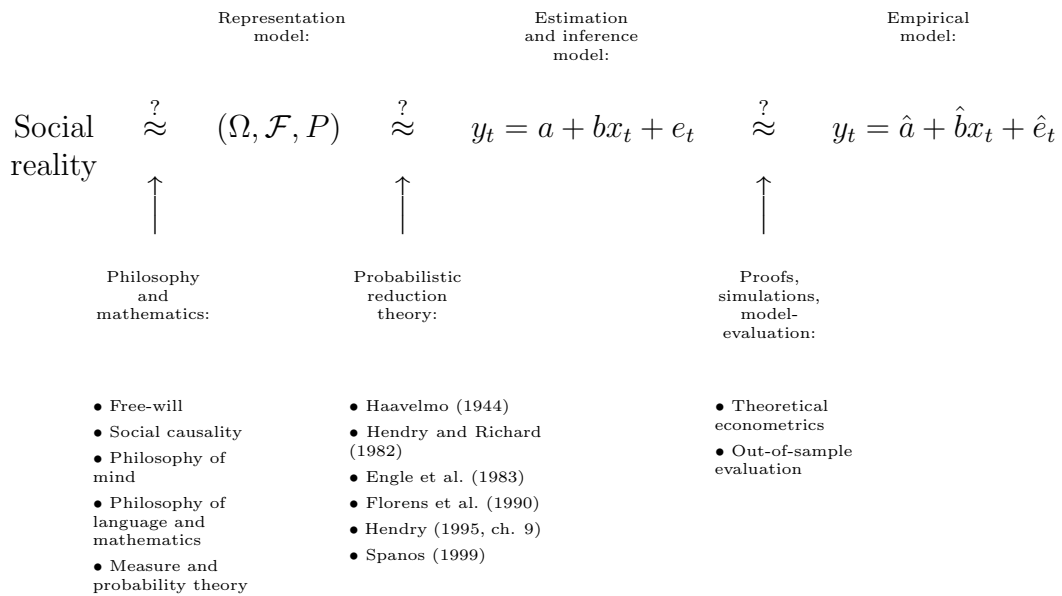 Representation
model:
Estimation
and inference
model:
Empirical
model:
Social
reality
?
≈
(Ω, ℱ, P)
?
≈
y_t = a + bx_t + e_t
?
≈
y_t = â + b̂x_t + ê_t
Philosophy
and
mathematics:
Probabilistic
reduction
theory:
Proofs,
simulations,
model-
evaluation:
• Free-will
• Social causality
• Philosophy of
mind
• Philosophy of
language and
mathematics
• Measure and
probability theory
• Haavelmo (1944)
• Hendry and Richard
(1982)
• Engle et al. (1983)
• Florens et al. (1990)
• Hendry (1995, ch. 9)
• Spanos (1999)
• Theoretical
econometrics
• Out-of-sample
evaluation